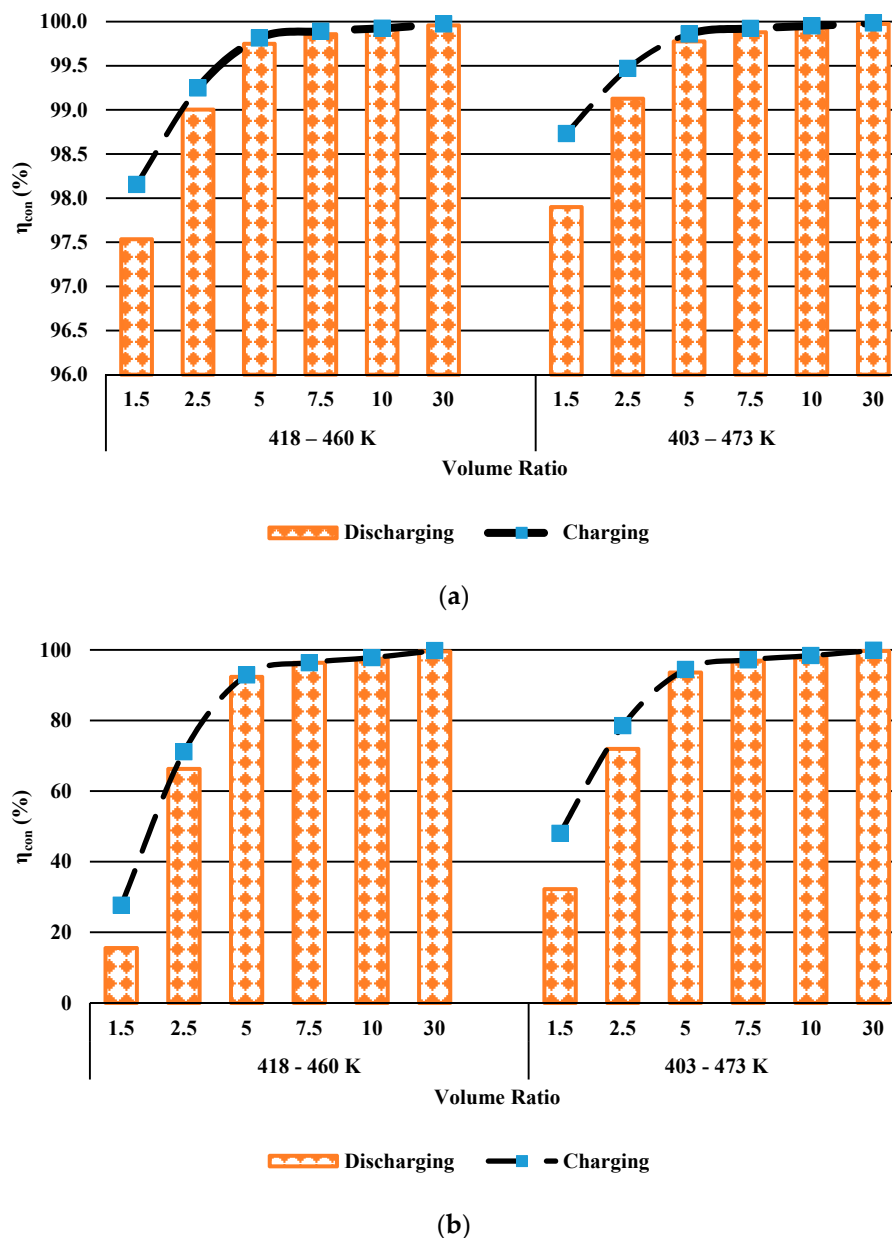 100.0
99.5
99.0
98.5
98.0
97.5
97.0
96.5
96.0
ηcon (%)
1.5 2.5 5 7.5 10 30 1.5 2.5 5 7.5 10 30
418 – 460 K 403 – 473 K
Volume Ratio
Discharging Charging
(a)
100
80
60
40
20
0
ηcon (%)
1.5 2.5 5 7.5 10 30 1.5 2.5 5 7.5 10 30
418 - 460 K 403 - 473 K
Volume Ratio
Discharging Charging
(b)